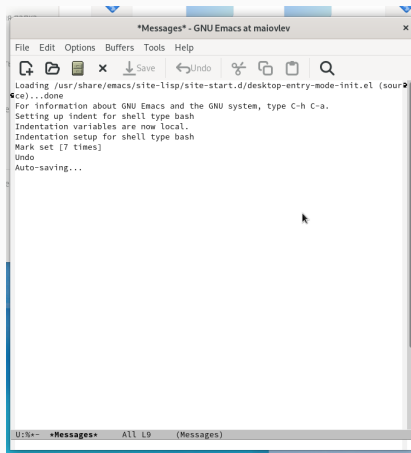 *Messages* - GNU Emacs at maiovlev
File Edit Options Buffers Tools Help
Save Undo
Loading /usr/share/emacs/site-lisp/site-start.d/desktop-entry-mode-init.el (sour
ce)...done
For information about GNU Emacs and the GNU system, type C-h C-a.
Setting up indent for shell type bash
Indentation variables are now local.
Indentation setup for shell type bash
Mark set [7 times]
Undo
Auto-saving...
U:%*- *Messages* All L9 (Messages)